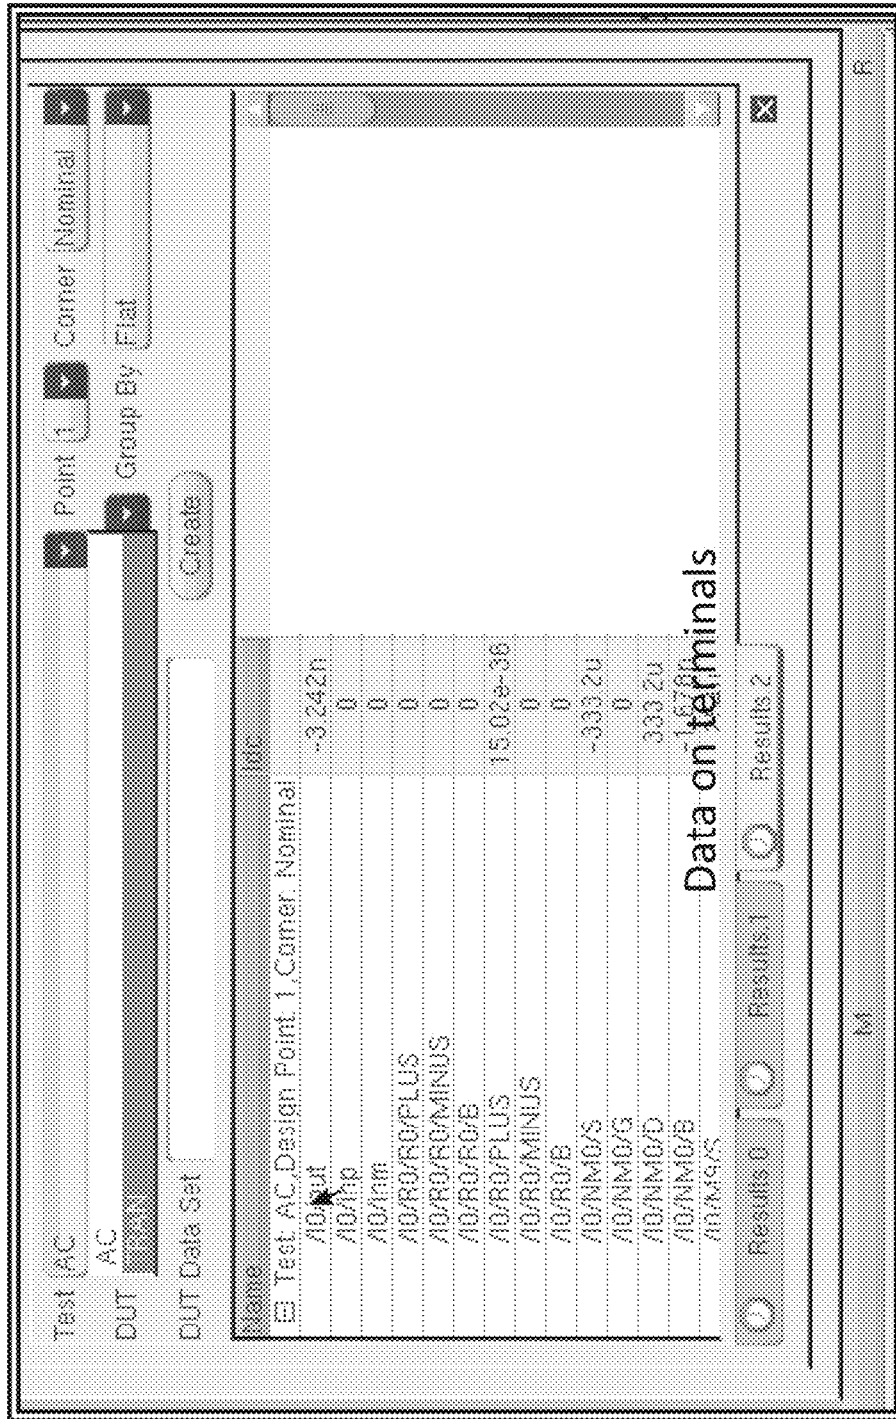 Test AC Point 1 Corner Nominal
AC
DUT Group By Flat
DUT Data Set Create
Name Idc
Test: AC,Design Point 1,Corner: Nominal
/I0/out -3.242n
/I0/inp 0
/I0/inm 0
/I0/R0/R0/PLUS 0
/I0/R0/R0/MINUS 0
/I0/R0/R0/B 0
/I0/R0/PLUS 15.02e-36
/I0/R0/MINUS 0
/I0/R0/B 0
/I0/NM0/S -333.2u
/I0/NM0/G 0
/I0/NM0/D 333.2u
/I0/NM0/B
/I0/M9/S
Data on terminals
Results 0 Results 1 Results 2
M R